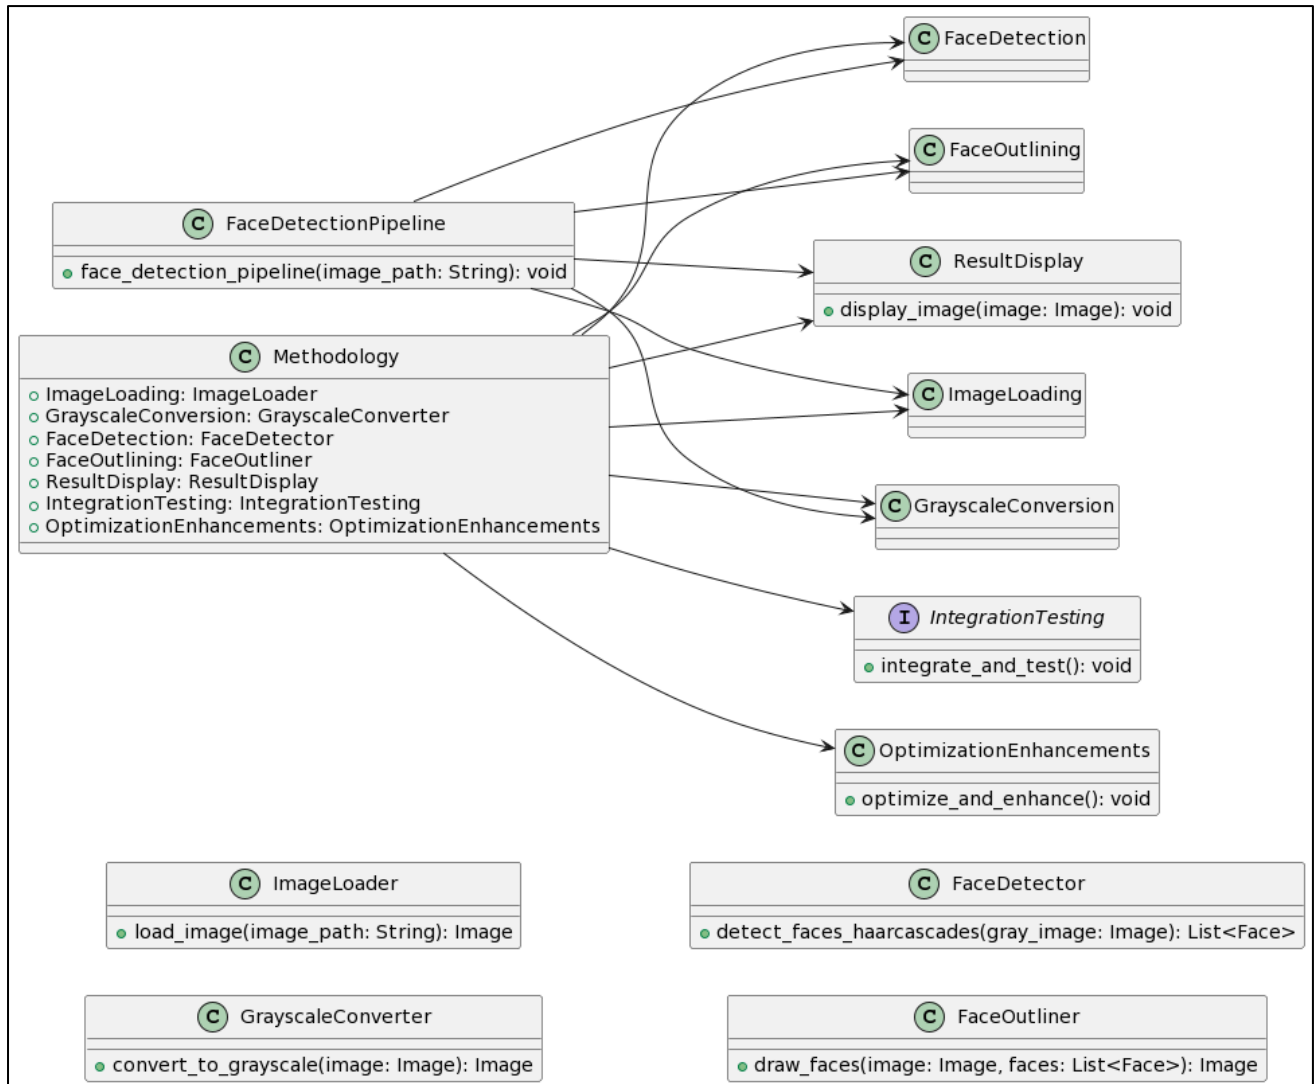 C FaceDetection
C FaceOutlining
C FaceDetectionPipeline
face_detection_pipeline(image_path: String): void
C ResultDisplay
display_image(image: Image): void
C Methodology
ImageLoading: ImageLoader
GrayscaleConversion: GrayscaleConverter
FaceDetection: FaceDetector
FaceOutlining: FaceOutliner
ResultDisplay: ResultDisplay
IntegrationTesting: IntegrationTesting
OptimizationEnhancements: OptimizationEnhancements
C ImageLoading
C GrayscaleConversion
I IntegrationTesting
integrate_and_test(): void
C OptimizationEnhancements
optimize_and_enhance(): void
C ImageLoader
load_image(image_path: String): Image
C FaceDetector
detect_faces_haarcascades(gray_image: Image): List<Face>
C GrayscaleConverter
convert_to_grayscale(image: Image): Image
C FaceOutliner
draw_faces(image: Image, faces: List<Face>): Image